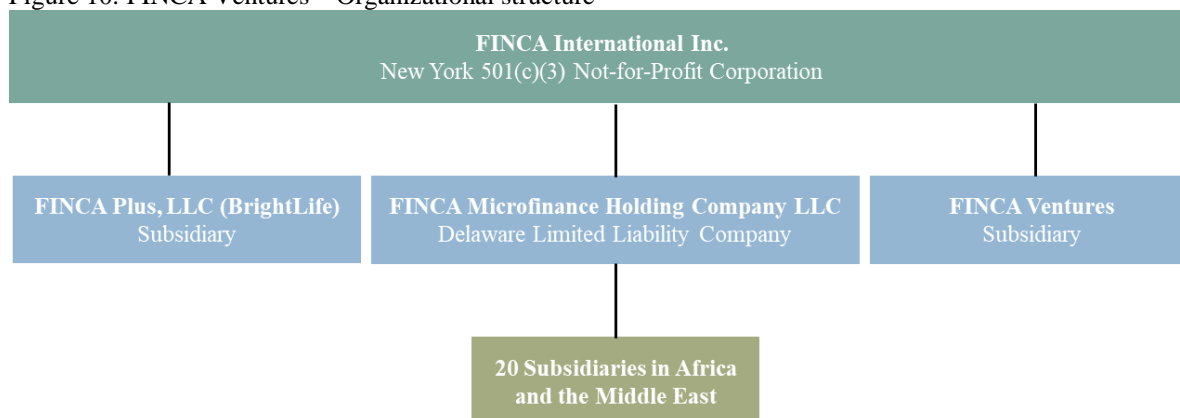 Figure 10: FINCA Ventures – Organizational structure
FINCA International Inc.
New York 501(c)(3) Not-for-Profit Corporation
FINCA Plus, LLC (BrightLife)
Subsidiary
FINCA Microfinance Holding Company LLC
Delaware Limited Liability Company
FINCA Ventures
Subsidiary
20 Subsidiaries in Africa
and the Middle East